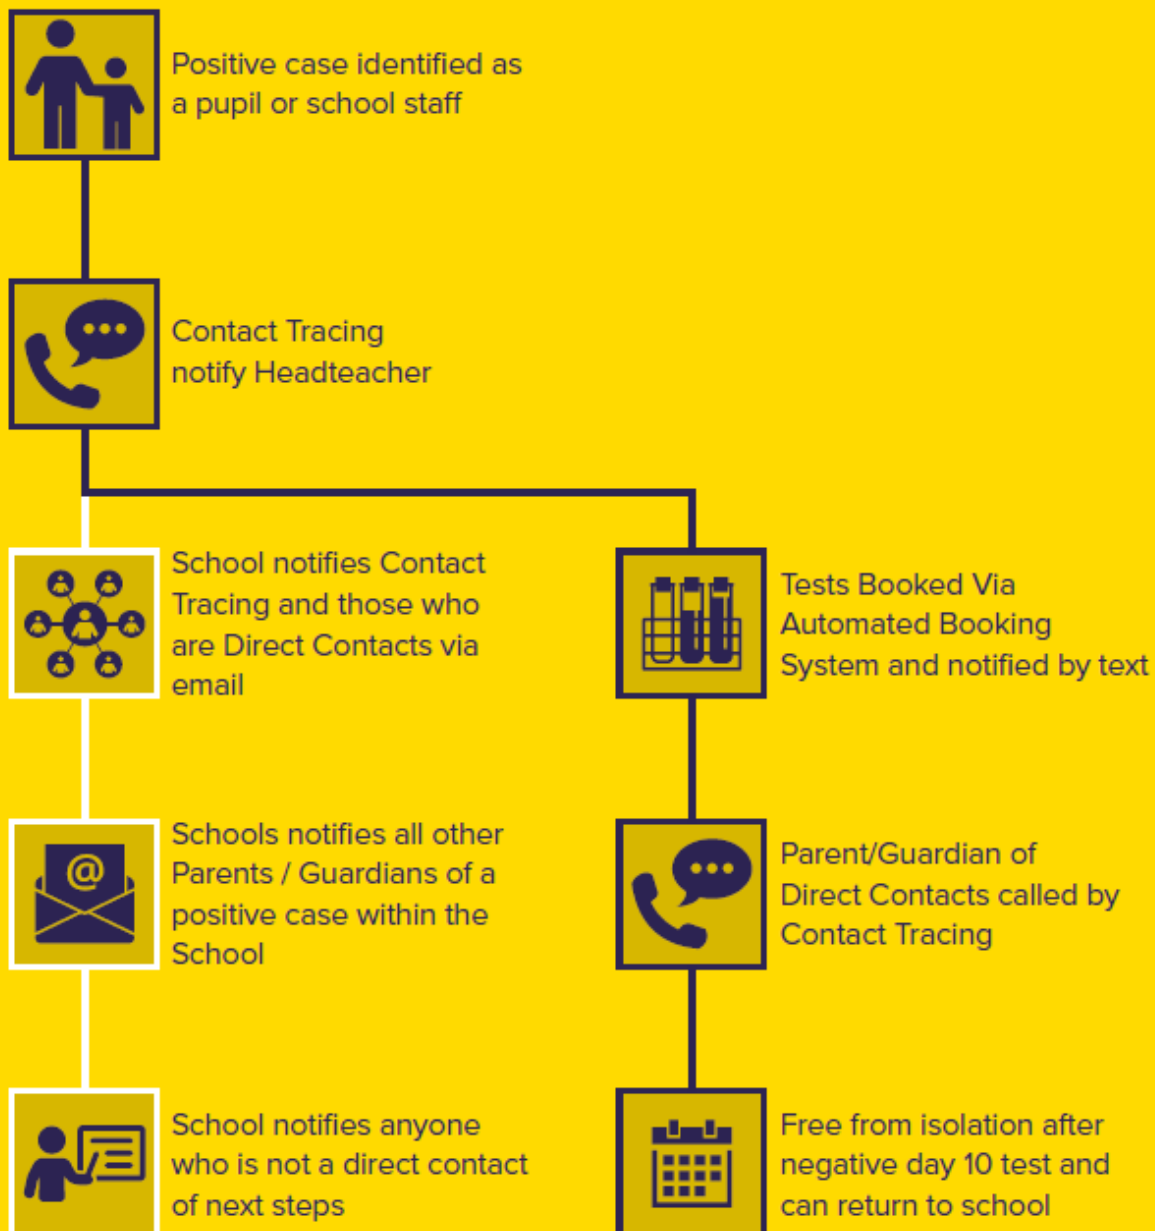 Positive case identified as
a pupil or school staff
Contact Tracing
notify Headteacher
School notifies Contact
Tracing and those who
are Direct Contacts via
email
Schools notifies all other
Parents / Guardians of a
positive case within the
School
School notifies anyone
who is not a direct contact
of next steps
Tests Booked Via
Automated Booking
System and notified by text
Parent/Guardian of
Direct Contacts called by
Contact Tracing
Free from isolation after
negative day 10 test and
can return to school